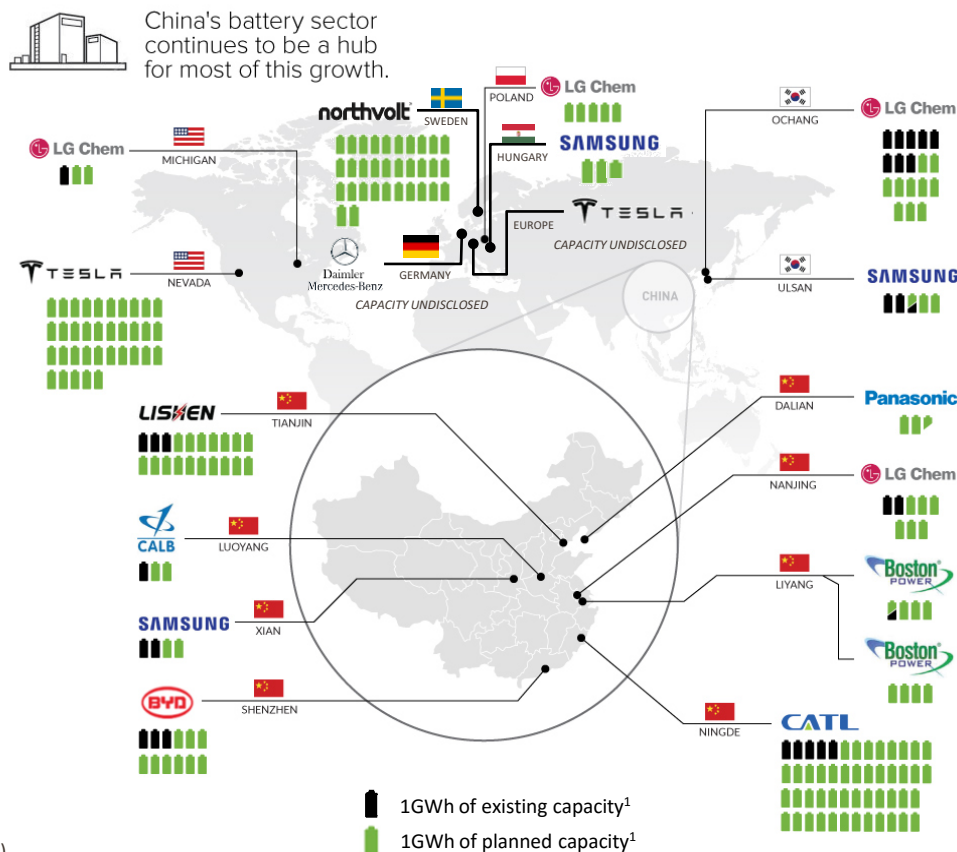 China's battery sector
continues to be a hub
for most of this growth.
northvolt
SWEDEN
POLAND
LG Chem
OCHANG
LG Chem
LG Chem
MICHIGAN
HUNGARY
SAMSUNG
TESLA
EUROPE
CAPACITY UNDISCLOSED
TESLA
NEVADA
Daimler
Mercedes-Benz
GERMANY
CAPACITY UNDISCLOSED
ULSAN
SAMSUNG
CHINA
LISHEN
TIANJIN
DALIAN
Panasonic
NANJING
LG Chem
CALB
LUOYANG
LIYANG
Boston
POWER
SAMSUNG
XIAN
Boston
POWER
BYD
SHENZHEN
NINGDE
CATL
1GWh of existing capacity1
1GWh of planned capacity1
)